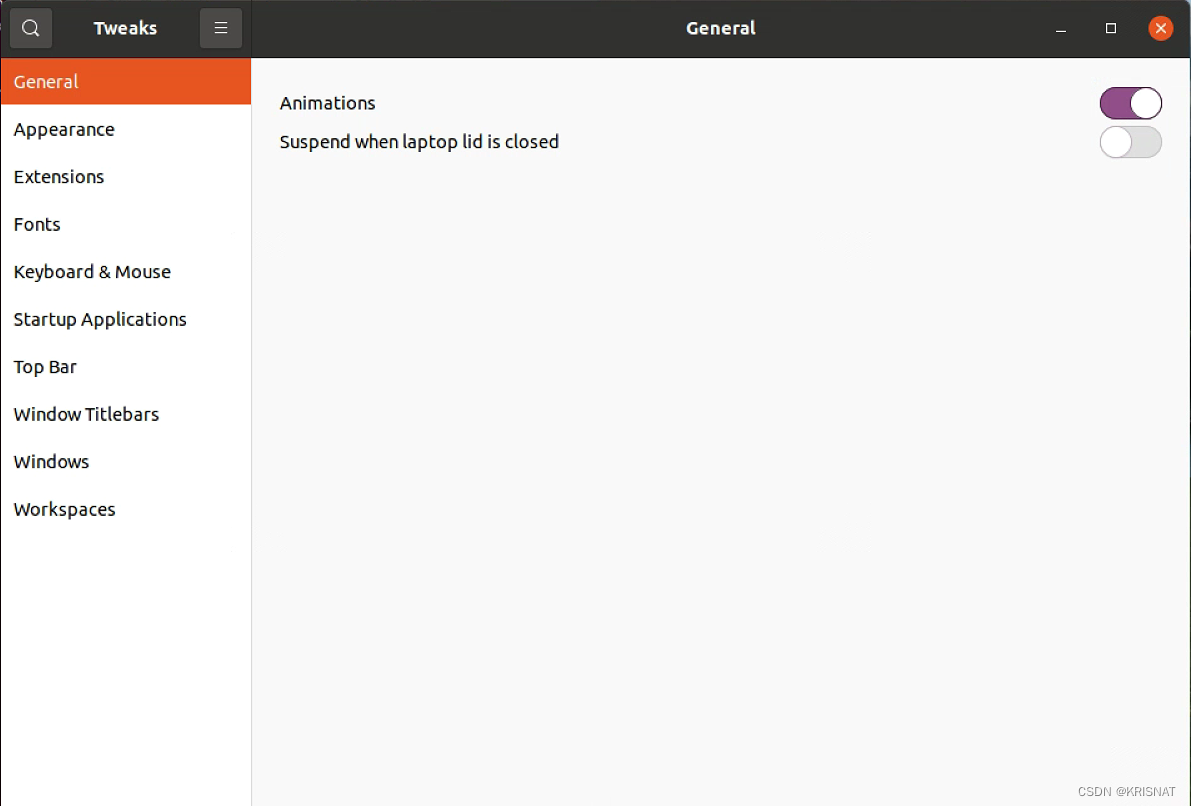 Tweaks
General
General
Appearance
Extensions
Fonts
Keyboard & Mouse
Startup Applications
Top Bar
Window Titlebars
Windows
Workspaces
Animations
Suspend when laptop lid is closed
CSDN @KRISNAT